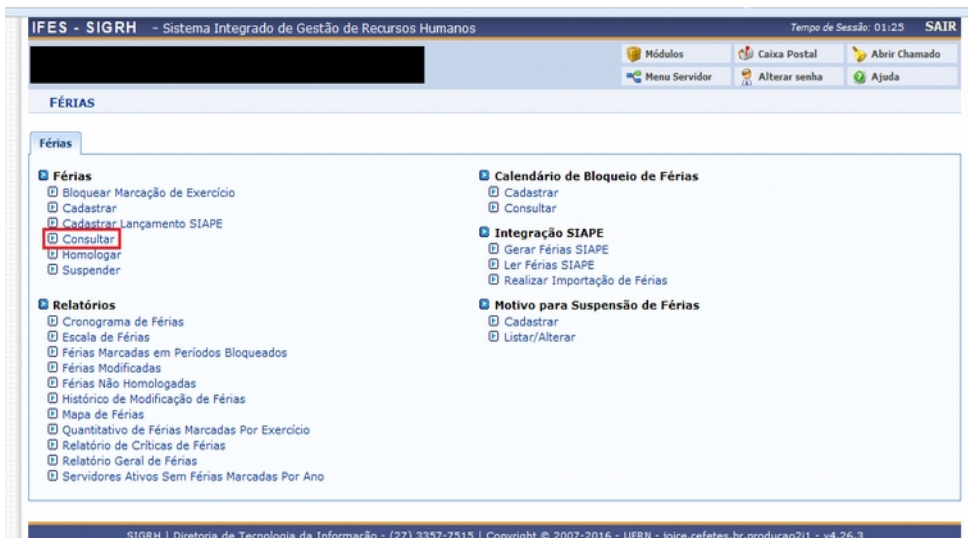 IFES - SIGRH - Sistema Integrado de Gestão de Recursos Humanos Tempo de Sessão: 01:25 SAIR
Módulos Caixa Postal Abrir Chamado
Menu Servidor Alterar senha Ajuda
FÉRIAS
Férias
Férias
Bloquear Marcação de Exercício
Cadastrar
Cadastrar Lançamento SIAPE
Consultar
Homologar
Suspender
Relatórios
Cronograma de Férias
Escala de Férias
Férias Marcadas em Períodos Bloqueados
Férias Modificadas
Férias Não Homologadas
Histórico de Modificação de Férias
Mapa de Férias
Quantitativo de Férias Marcadas Por Exercício
Relatório de Críticas de Férias
Relatório Geral de Férias
Servidores Ativos Sem Férias Marcadas Por Ano
Calendário de Bloqueio de Férias
Cadastrar
Consultar
Integração SIAPE
Gerar Férias SIAPE
Ler Férias SIAPE
Realizar Importação de Férias
Motivo para Suspensão de Férias
Cadastrar
Listar/Alterar
SIGRH | Diretoria de Tecnologia da Informação - (27) 3357-7515 | Copyright © 2007-2016 - UFRN - joice.cefetes.br.producao2i1 - v4.26.3